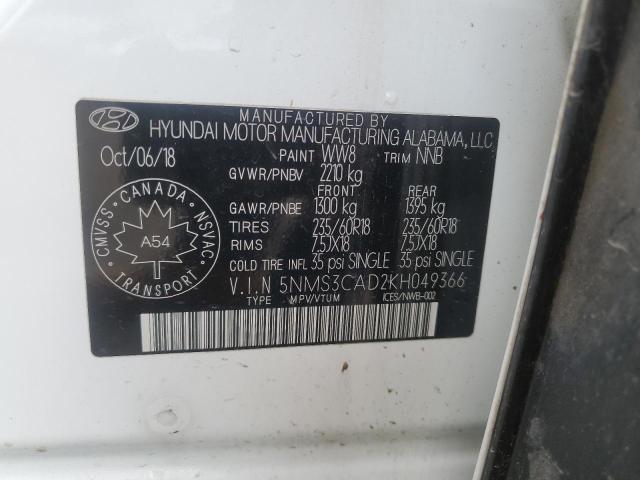 MANUFACTURED BY
HYUNDAI MOTOR MANUFACTURING ALABAMA, LLC
Oct/06/18 PAINT WW8 TRIM NNB
GVWR/PNBV 2210 kg
FRONT REAR
GAWR/PNBE 1300 kg 1395 kg
TIRES 235/60R18 235/60R18
RIMS 7.5JX18 7.5JX18
COLD TIRE INFL 35 psi SINGLE 35 psi SINGLE
V.I.N 5NMS3CAD2KH049366
TYPE MPV/VTUM ICES/NWB-002
CMVSS · CANADA · NSVAC
A54